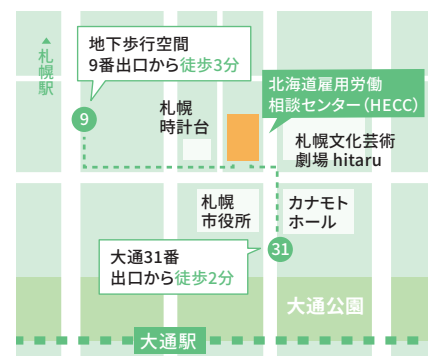 地下歩行空間
9番出口から徒歩3分
▲札幌駅
9
北海道雇用労働
相談センター（HECC）
札幌
時計台
札幌文化芸術
劇場 hitaru
札幌
市役所
カナモト
ホール
大通31番
出口から徒歩2分
31
大通公園
大通駅